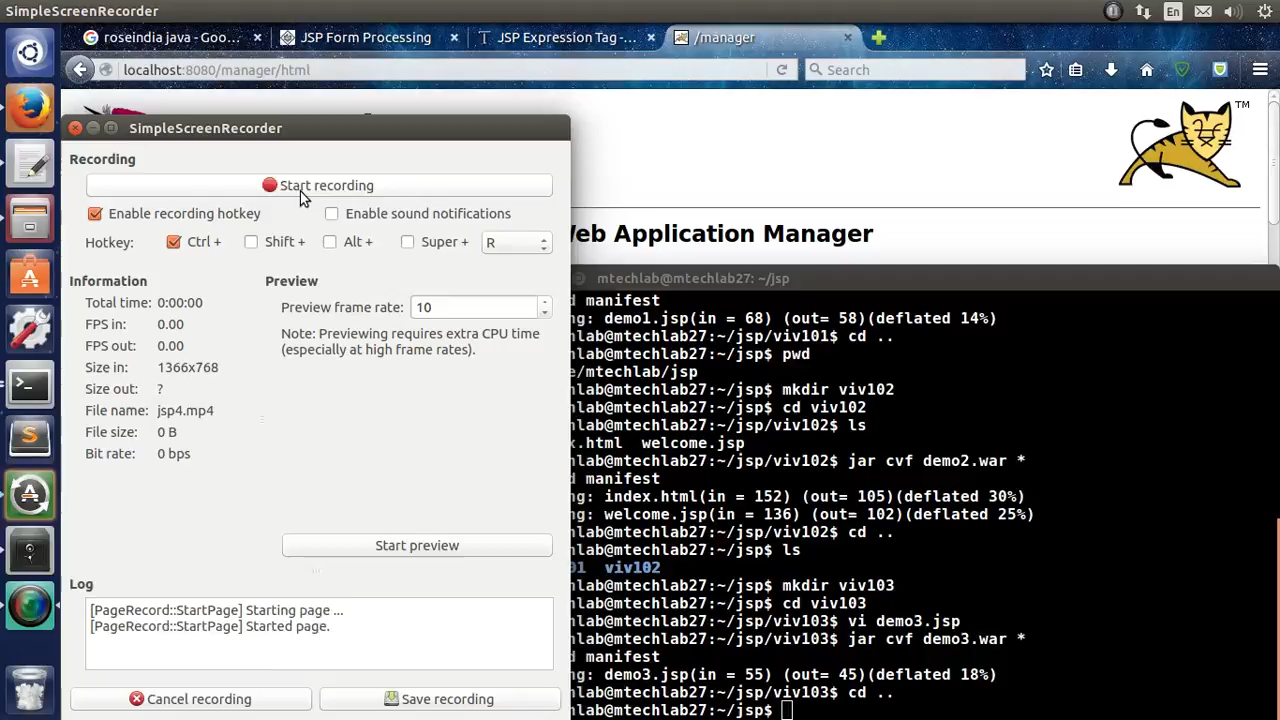 SimpleScreenRecorder
En
roseindia java - Goo...
JSP Form Processing
JSP Expression Tag -...
/manager
localhost:8080/manager/html
Search
TM
SimpleScreenRecorder
Recording
Start recording
Enable recording hotkey
Enable sound notifications
Hotkey:
Ctrl +
Shift +
Alt +
Super +
R
Information
Total time: 0:00:00
FPS in: 0.00
FPS out: 0.00
Size in: 1366x768
Size out: ?
File name: jsp4.mp4
File size: 0 B
Bit rate: 0 bps
Preview
Preview frame rate: 10
Note: Previewing requires extra CPU time
(especially at high frame rates).
Start preview
Log
[PageRecord::StartPage] Starting page ...
[PageRecord::StartPage] Started page.
Cancel recording
Save recording
Web Application Manager
mtechlab@mtechlab27: ~/jsp
d manifest
ng: demo1.jsp(in = 68) (out= 58)(deflated 14%)
hlab@mtechlab27:~/jsp/viv101$ cd ..
hlab@mtechlab27:~/jsp$ pwd
e/mtechlab/jsp
hlab@mtechlab27:~/jsp$ mkdir viv102
hlab@mtechlab27:~/jsp$ cd viv102
hlab@mtechlab27:~/jsp/viv102$ ls
x.html welcome.jsp
hlab@mtechlab27:~/jsp/viv102$ jar cvf demo2.war *
d manifest
ng: index.html(in = 152) (out= 105)(deflated 30%)
ng: welcome.jsp(in = 136) (out= 102)(deflated 25%)
hlab@mtechlab27:~/jsp/viv102$ cd ..
hlab@mtechlab27:~/jsp$ ls
01 viv102
hlab@mtechlab27:~/jsp$ mkdir viv103
hlab@mtechlab27:~/jsp$ cd viv103
hlab@mtechlab27:~/jsp/viv103$ vi demo3.jsp
hlab@mtechlab27:~/jsp/viv103$ jar cvf demo3.war *
d manifest
ng: demo3.jsp(in = 55) (out= 45)(deflated 18%)
hlab@mtechlab27:~/jsp/viv103$ cd ..
hlab@mtechlab27:~/jsp$